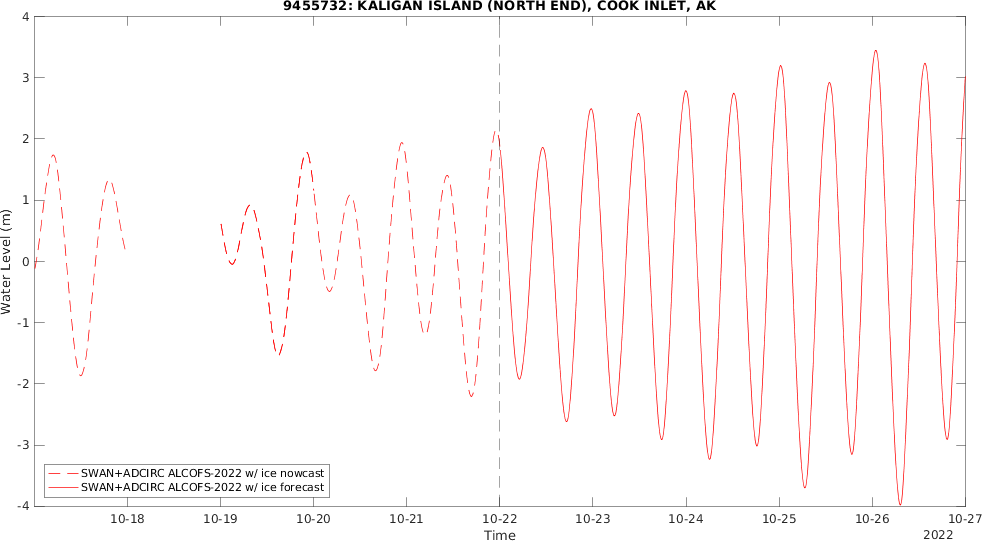 9455732: KALIGAN ISLAND (NORTH END), COOK INLET, AK
4
3
2
1
0
-1
-2
-3
-4
Water Level (m)
SWAN+ADCIRC ALCOFS-2022 w/ ice nowcast
SWAN+ADCIRC ALCOFS-2022 w/ ice forecast
10-18 10-19 10-20 10-21 10-22 10-23 10-24 10-25 10-26 10-27
Time
2022